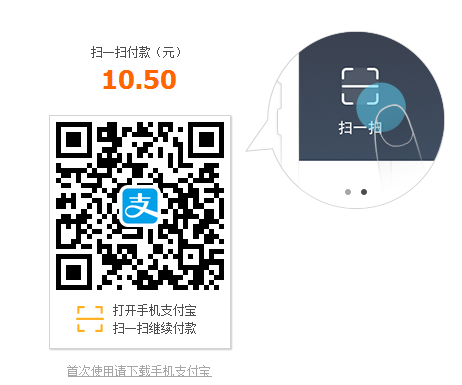 扫一扫付款（元）
10.50
支
打开手机支付宝
扫一扫继续付款
首次使用请下载手机支付宝
扫一扫